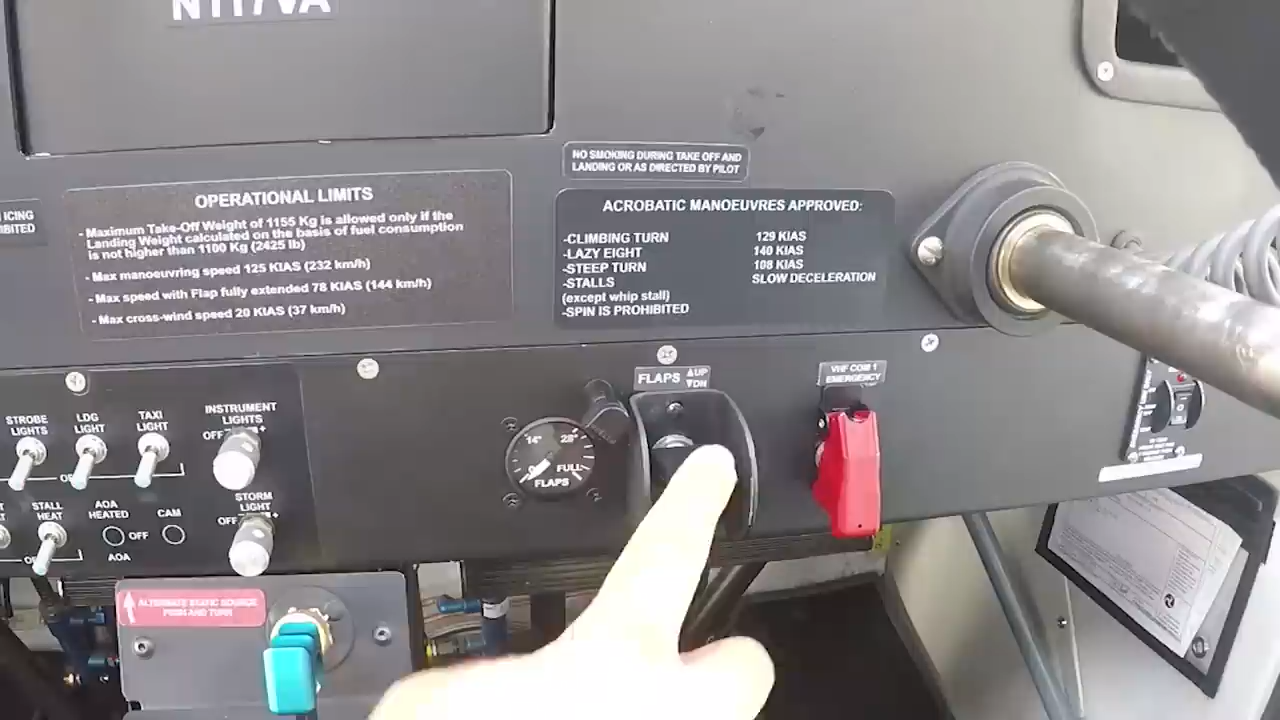 N117VA
NO SMOKING DURING TAKE OFF AND
LANDING OR AS DIRECTED BY PILOT
ICING
OPERATIONAL LIMITS
- Maximum Take-Off Weight of 1155 Kg is allowed only if the
Landing Weight calculated on the basis of fuel consumption
is not higher than 1100 Kg (2425 lb)
- Max manoeuvring speed 125 KIAS (232 km/h)
- Max speed with Flap fully extended 78 KIAS (144 km/h)
- Max cross-wind speed 20 KIAS (37 km/h)
ACROBATIC MANOEUVRES APPROVED:
-CLIMBING TURN 129 KIAS
-LAZY EIGHT 140 KIAS
-STEEP TURN 108 KIAS
-STALLS SLOW DECELERATION
(except whip stall)
-SPIN IS PROHIBITED
STROBE
LIGHTS
LDG
LIGHT
TAXI
LIGHT
INSTRUMENT
LIGHTS
OFF +
STALL
HEAT
AOA
HEATED
OFF
AOA
CAM
STORM
LIGHT
OFF +
14° 28°
0 FULL
FLAPS
FLAPS ▲UP
▼DN
VHF COM 1
EMERGENCY
ALTERNATE STATIC SOURCE
PUSH AND TURN